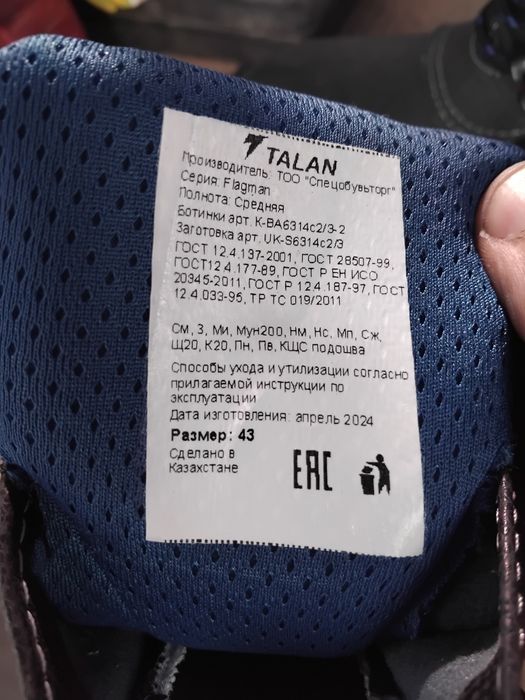 TALAN
Производитель: ТОО "Спецобувьторг"
Серия: Flagman
Полнота: Средняя
Ботинки арт. K-BA6314c2/3-2
Заготовка арт. UK-S6314c2/3
ГОСТ 12.4.137-2001, ГОСТ 28507-99,
ГОСТ12.4.177-89, ГОСТ Р ЕН ИСО
20345-2011, ГОСТ Р 12.4.187-97, ГОСТ
12.4.033-95, ТР ТС 019/2011
См, З, Ми, Мун200, Нм, Нс, Мп, Сж,
Щ20, К20, Пн, Пв, КЩС подошва
Способы ухода и утилизации согласно
прилагаемой инструкции по
эксплуатации
Дата изготовления: апрель 2024
Размер: 43
Сделано в
Казахстане
EAC